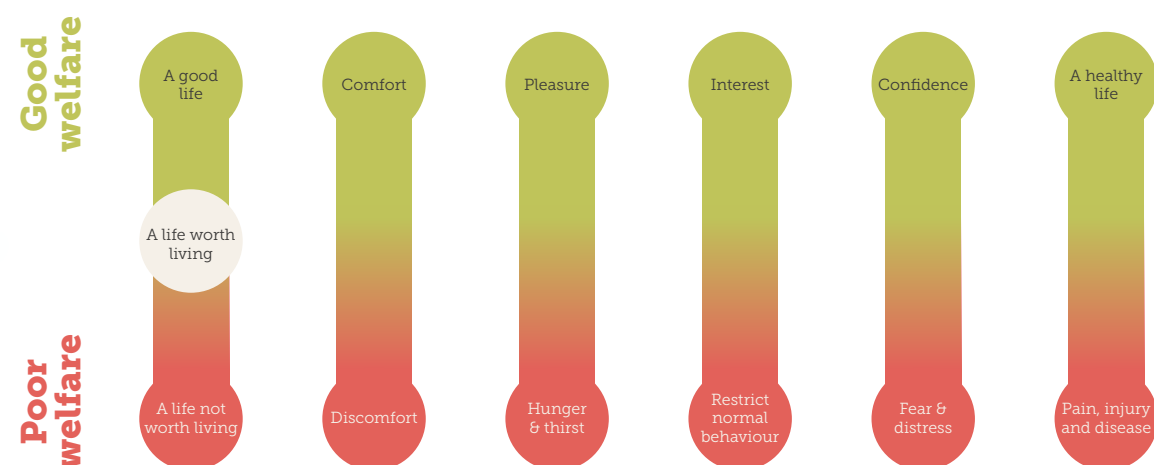 Good
welfare
A good
life
Comfort
Pleasure
Interest
Confidence
A healthy
life
A life worth
living
Poor
welfare
A life not
worth living
Discomfort
Hunger
& thirst
Restrict
normal
behaviour
Fear &
distress
Pain, injury
and disease